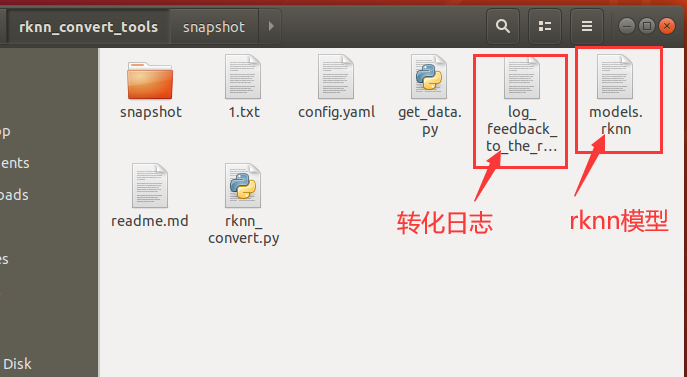 rknn_convert_tools snapshot
snapshot
1.txt
config.yaml
get_data.
py
log_
feedback_
to_the_r...
models.
rknn
op
ents
oads
readme.md
rknn_
convert.py
转化日志
rknn模型
es
Disk